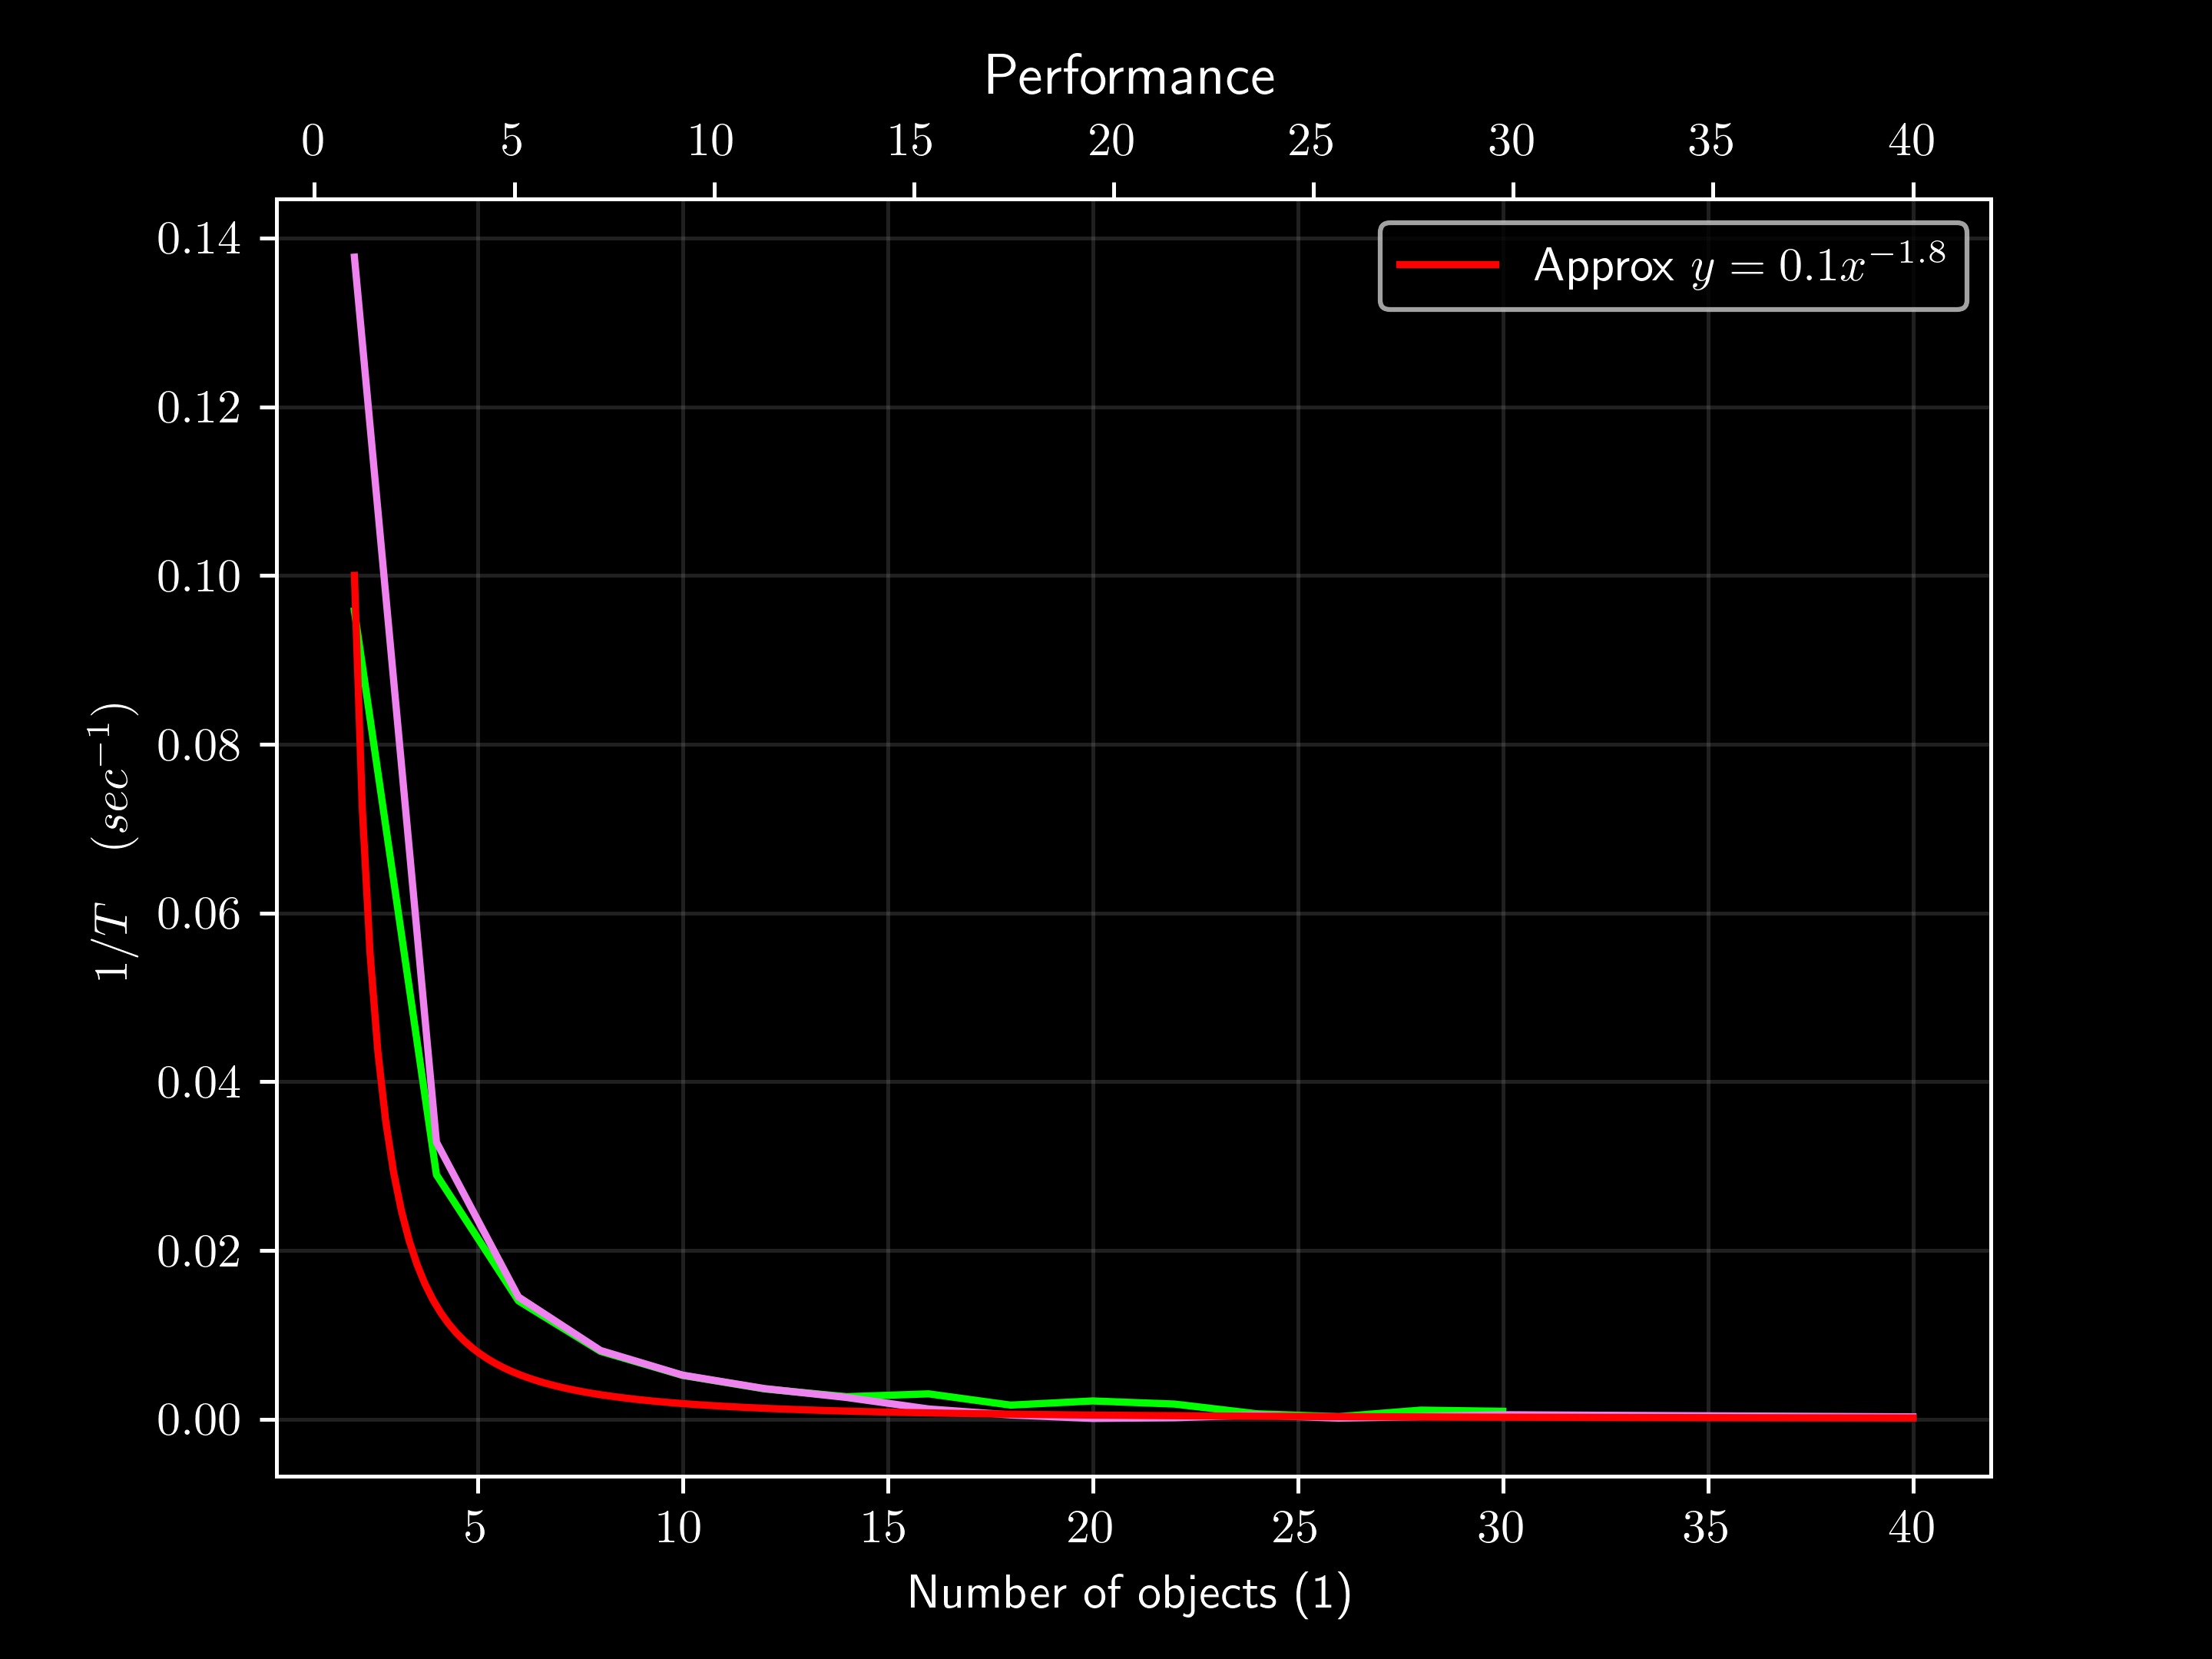 Performance
0 5 10 15 20 25 30 35 40
Approx $y = 0.1x^{-1.8}$
0.14
0.12
0.10
0.08
0.06
0.04
0.02
0.00
$1/T \quad (sec^{-1})$
5 10 15 20 25 30 35 40
Number of objects (1)